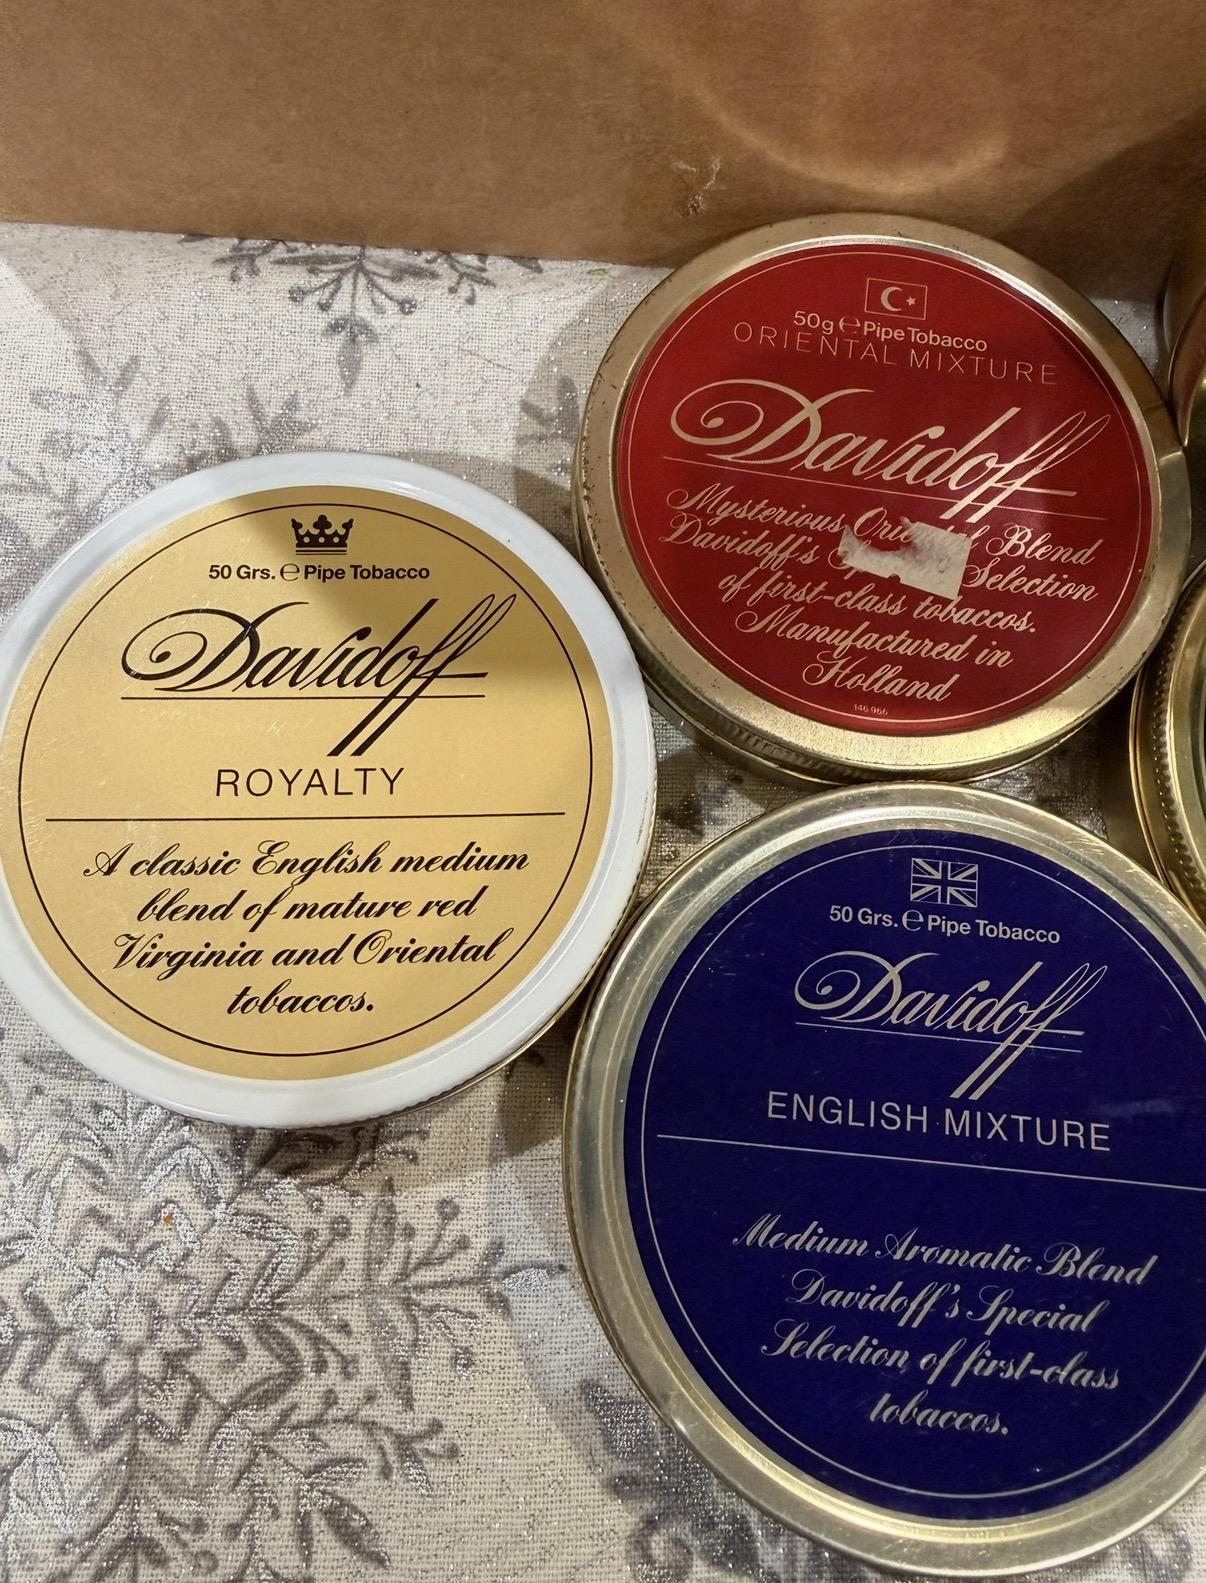 50g ℮ Pipe Tobacco
ORIENTAL MIXTURE
Davidoff
Mysterious Blend
Davidoff's Selection
of first-class tobaccos.
Manufactured in
Holland
146.966
50 Grs. ℮ Pipe Tobacco
Davidoff
ROYALTY
A classic English medium
blend of mature red
Virginia and Oriental
tobaccos.
50 Grs. ℮ Pipe Tobacco
Davidoff
ENGLISH MIXTURE
Medium Aromatic Blend
Davidoff's Special
Selection of first-class
tobaccos.